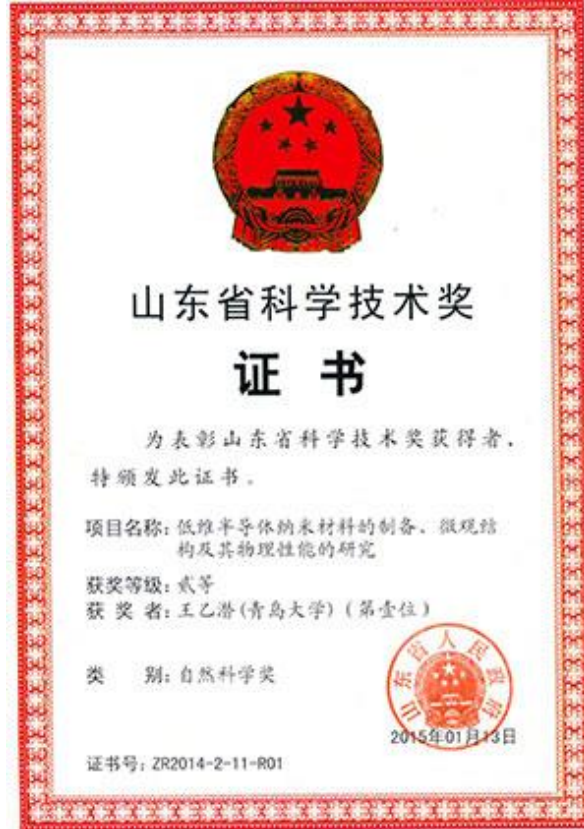 山东省科学技术奖
证书
为表彰山东省科学技术奖获得者，
特颁发此证书。
项目名称：低维半导体纳米材料的制备、微观结
构及其物理性能的研究
获奖等级：贰等
获 奖 者：王乙潜(青岛大学)(第壹位)
类 别：自然科学奖
山东省人民政府
2015年01月13日
证书号：ZR2014-2-11-R01